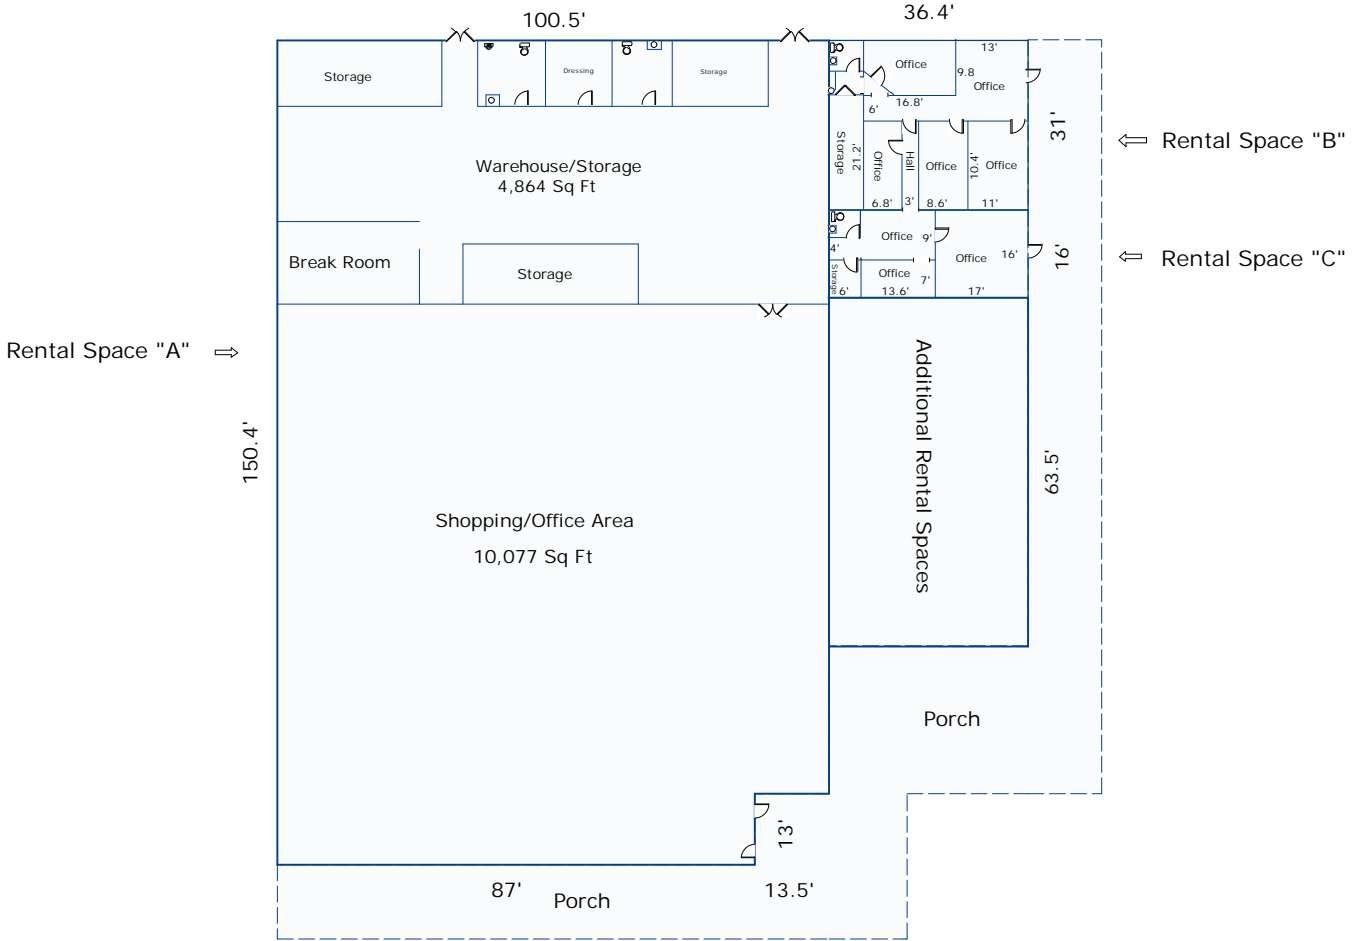 100.5'
36.4'
Storage
Dressing
Storage
Office
13'
9.8
Office
6'
16.8'
31'
Rental Space "B"
Warehouse/Storage
4,864 Sq Ft
Storage
21.2'
Office
Hall
Office
10.4'
Office
6.8'
3'
8.6'
11'
Break Room
Storage
4'
Office
9'
Office
16'
16'
Rental Space "C"
Storage
6'
Office
7'
13.6'
17'
Rental Space "A"
150.4'
Additional Rental Spaces
63.5'
Shopping/Office Area
10,077 Sq Ft
Porch
13'
87'
Porch
13.5'